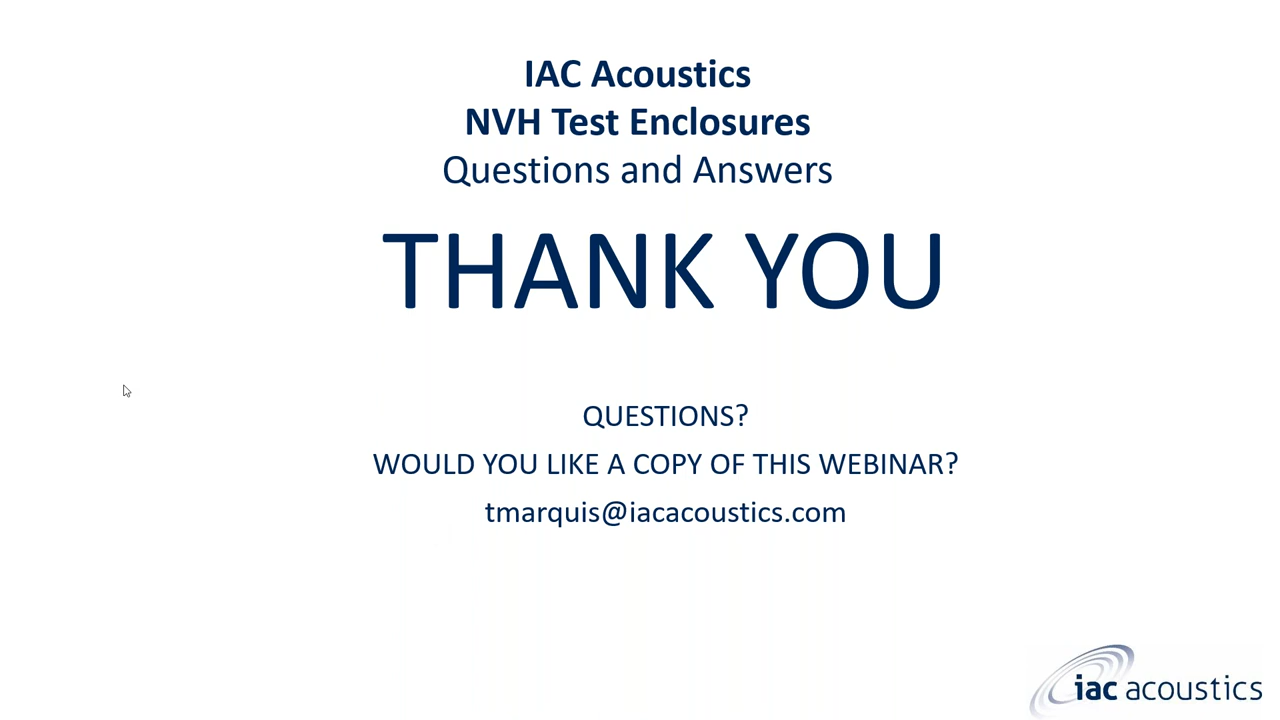 IAC Acoustics
NVH Test Enclosures
Questions and Answers
THANK YOU
QUESTIONS?
WOULD YOU LIKE A COPY OF THIS WEBINAR?
tmarquis@iacacoustics.com
iac acoustics